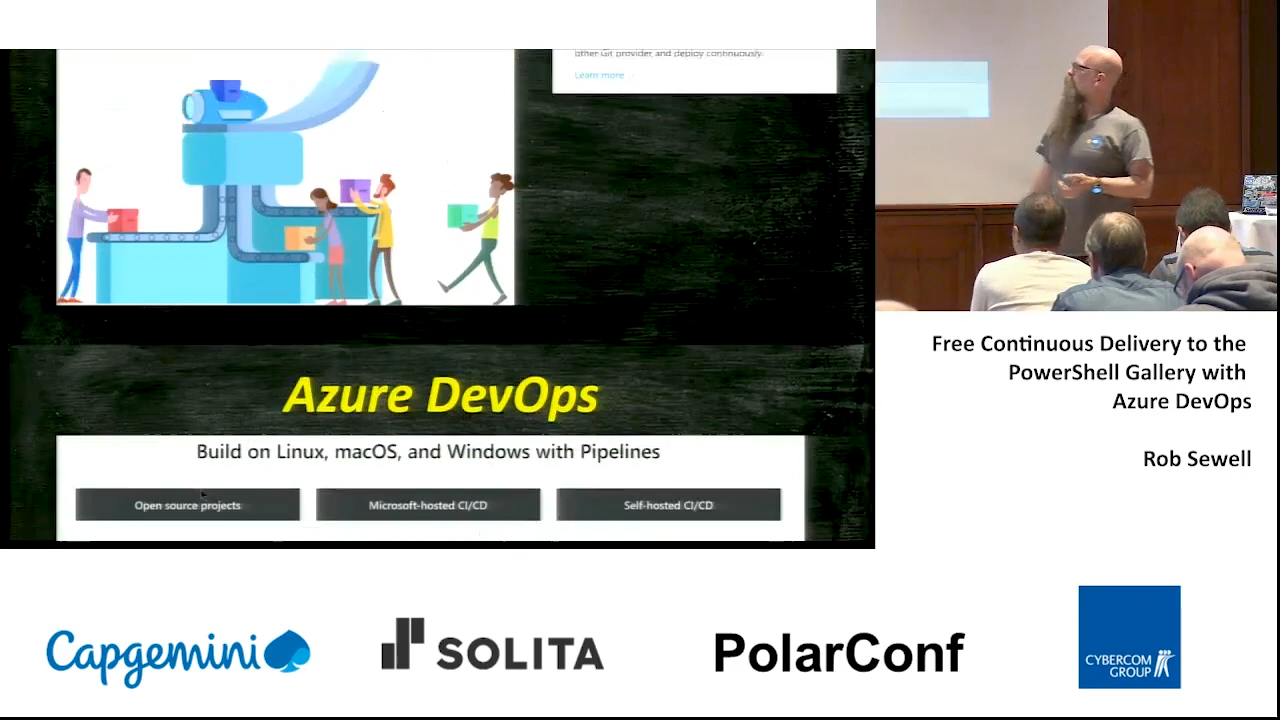 other Git provider and deploy continuously.
Learn more
Azure DevOps
Build on Linux, macOS, and Windows with Pipelines
Open source projects
Microsoft-hosted CI/CD
Self-hosted CI/CD
Free Continuous Delivery to the
PowerShell Gallery with
Azure DevOps
Rob Sewell
Capgemini
SOLITA
PolarConf
CYBERCOM
GROUP